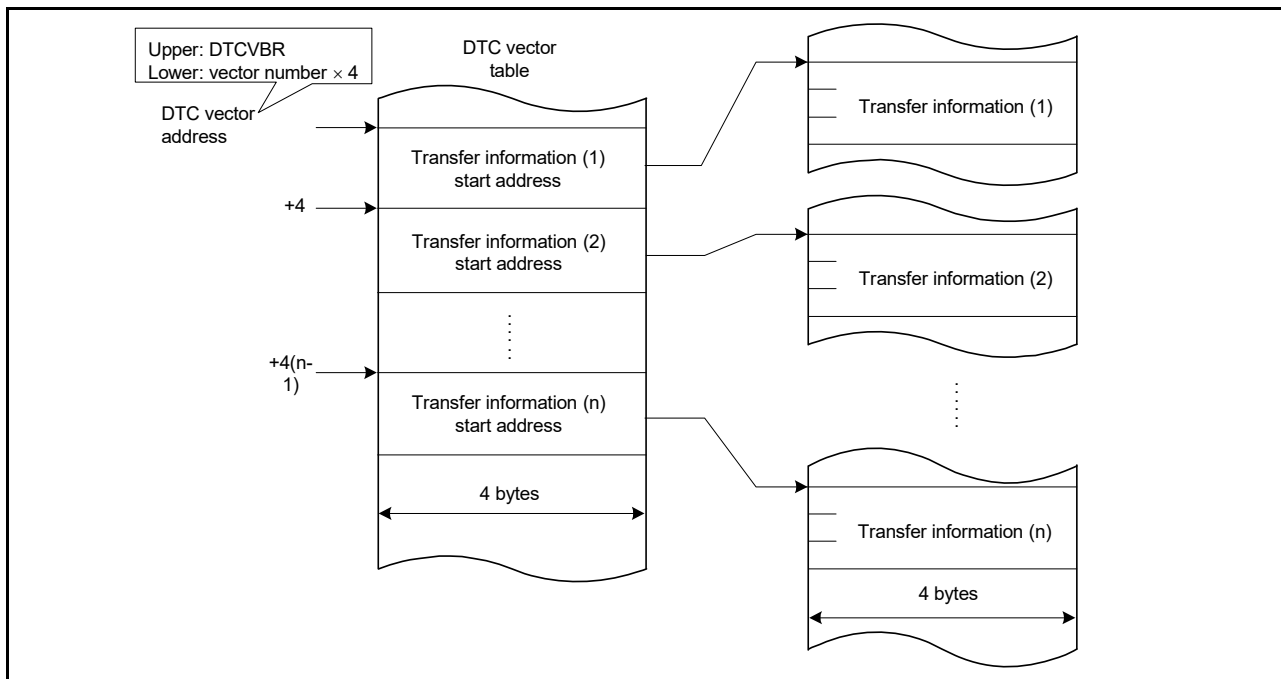 Upper: DTCVBR
Lower: vector number × 4
DTC vector
address
DTC vector
table
Transfer information (1)
start address
+4
Transfer information (2)
start address
+4(n-
1)
Transfer information (n)
start address
4 bytes
Transfer information (1)
Transfer information (2)
Transfer information (n)
4 bytes